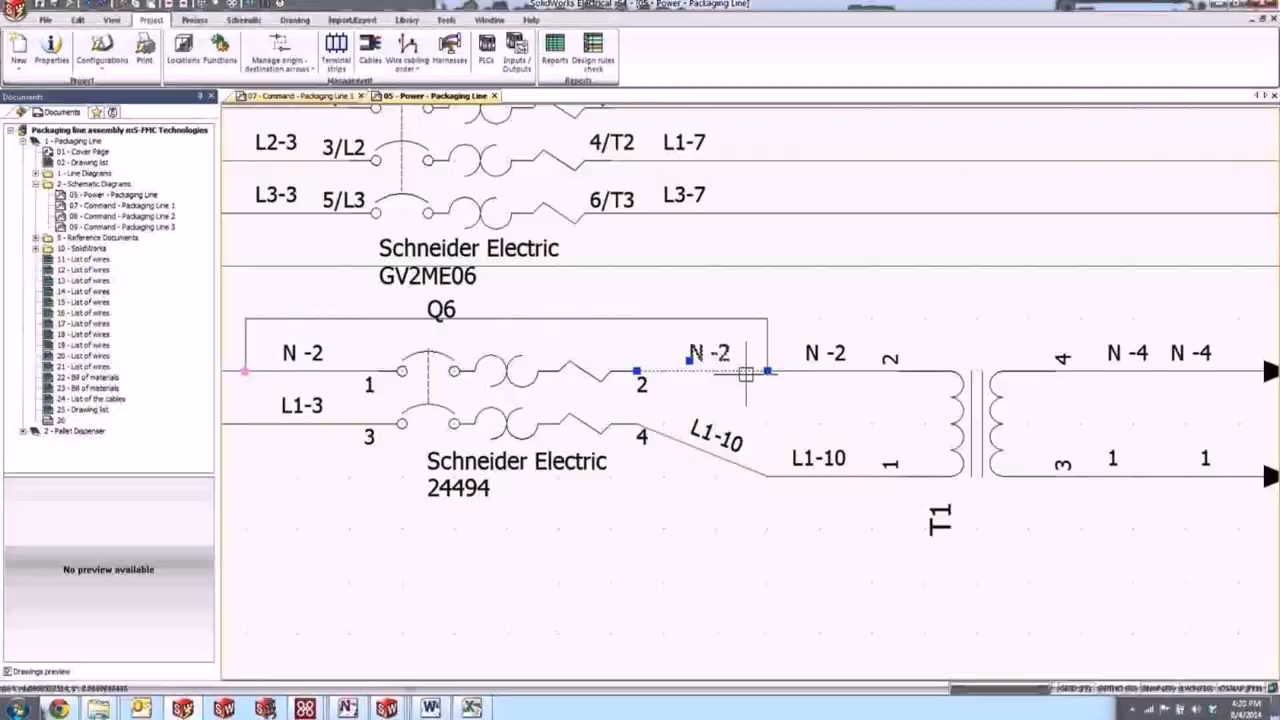 SolidWorks Electrical x64 - [05 - Power - Packaging Line]
File Edit View Project Process Schematic Drawing Import/Export Library Tools Window Help
New Properties Configurations Print Locations Functions Manage origin - destination arrows Terminal strips Cables Wire cabling order Harnesses PLCs Inputs / Outputs Reports Design rules check
Project Management Reports
Documents
07 - Command - Packaging Line 1
05 - Power - Packaging Line
Documents
Packaging line assembly m5-FMC Technologies
1 - Packaging Line
01 - Cover Page
02 - Drawing list
1 - Line Diagrams
2 - Schematic Diagrams
05 - Power - Packaging Line
07 - Command - Packaging Line 1
08 - Command - Packaging Line 2
09 - Command - Packaging Line 3
5 - Reference Documents
10 - SolidWorks
11 - List of wires
12 - List of wires
13 - List of wires
14 - List of wires
15 - List of wires
16 - List of wires
17 - List of wires
18 - List of wires
19 - List of wires
20 - List of wires
21 - List of wires
22 - Bill of materials
23 - Bill of materials
24 - List of the cables
25 - Drawing list
26
2 - Pallet Dispenser
No preview available
Drawings preview
L2-3 3/L2 4/T2 L1-7
L3-3 5/L3 6/T3 L3-7
Schneider Electric
GV2ME06
Q6
N -2 N -2 N -2 2 4 N -4 N -4
1 2
L1-3 L1-10
3 4
L1-10 1 3 1 1
Schneider Electric
24494
T1
4:20 PM
8/4/2014